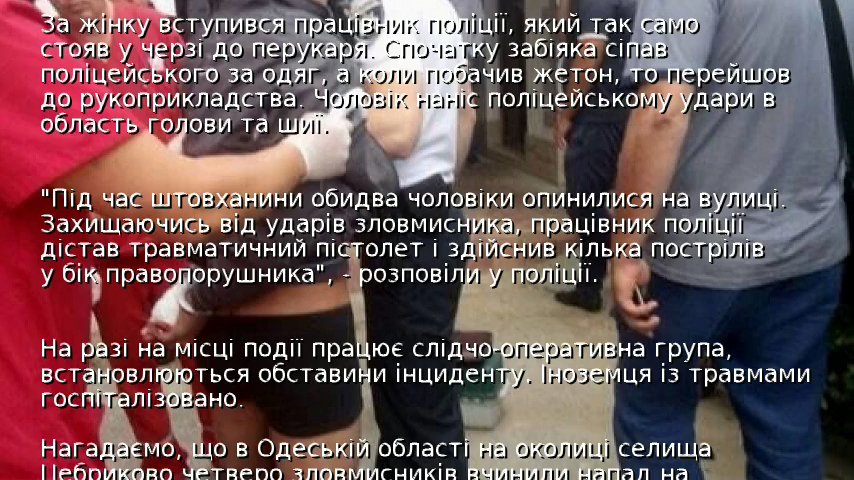 За жінку вступився працівник поліції, який так само
стояв у черзі до перукаря. Спочатку забіяка сіпав
поліцейського за одяг, а коли побачив жетон, то перейшов
до рукоприкладства. Чоловік наніс поліцейському удари в
область голови та шиї.
"Під час штовханини обидва чоловіки опинилися на вулиці.
Захищаючись від ударів зловмисника, працівник поліції
дістав травматичний пістолет і здійснив кілька пострілів
у бік правопорушника", - розповіли у поліції.
На разі на місці події працює слідчо-оперативна група,
встановлюються обставини інциденту. Іноземця із травмами
госпіталізовано.
Нагадаємо, що в Одеській області на околиці селища
Цебриково четверо зловмисників вчинили напад на